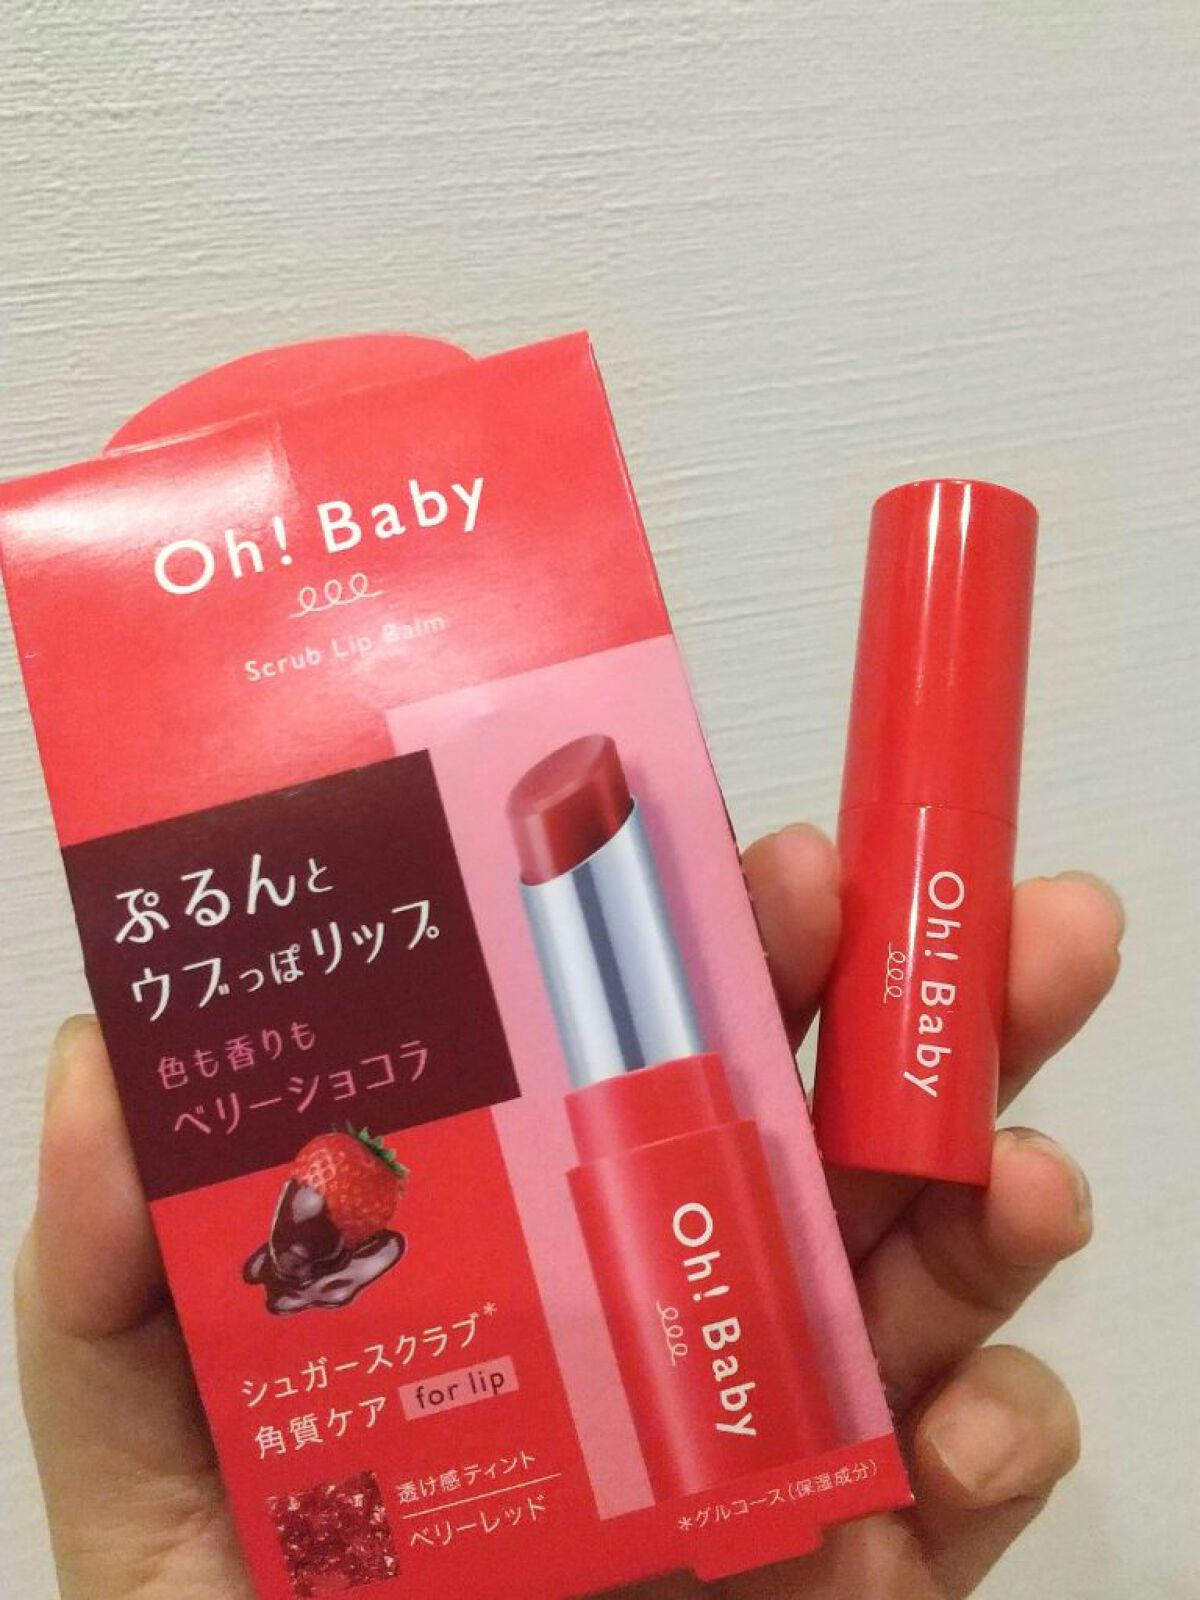 Oh! Baby
Scrub Lip Balm
ぷるんと
ウブっぽリップ。
色も香りも
ベリーショコラ
シュガースクラブ*
角質ケア for lip
透け感ティント
ベリーレッド
Oh! Baby
*グルコース(保湿成分)
Oh! Baby